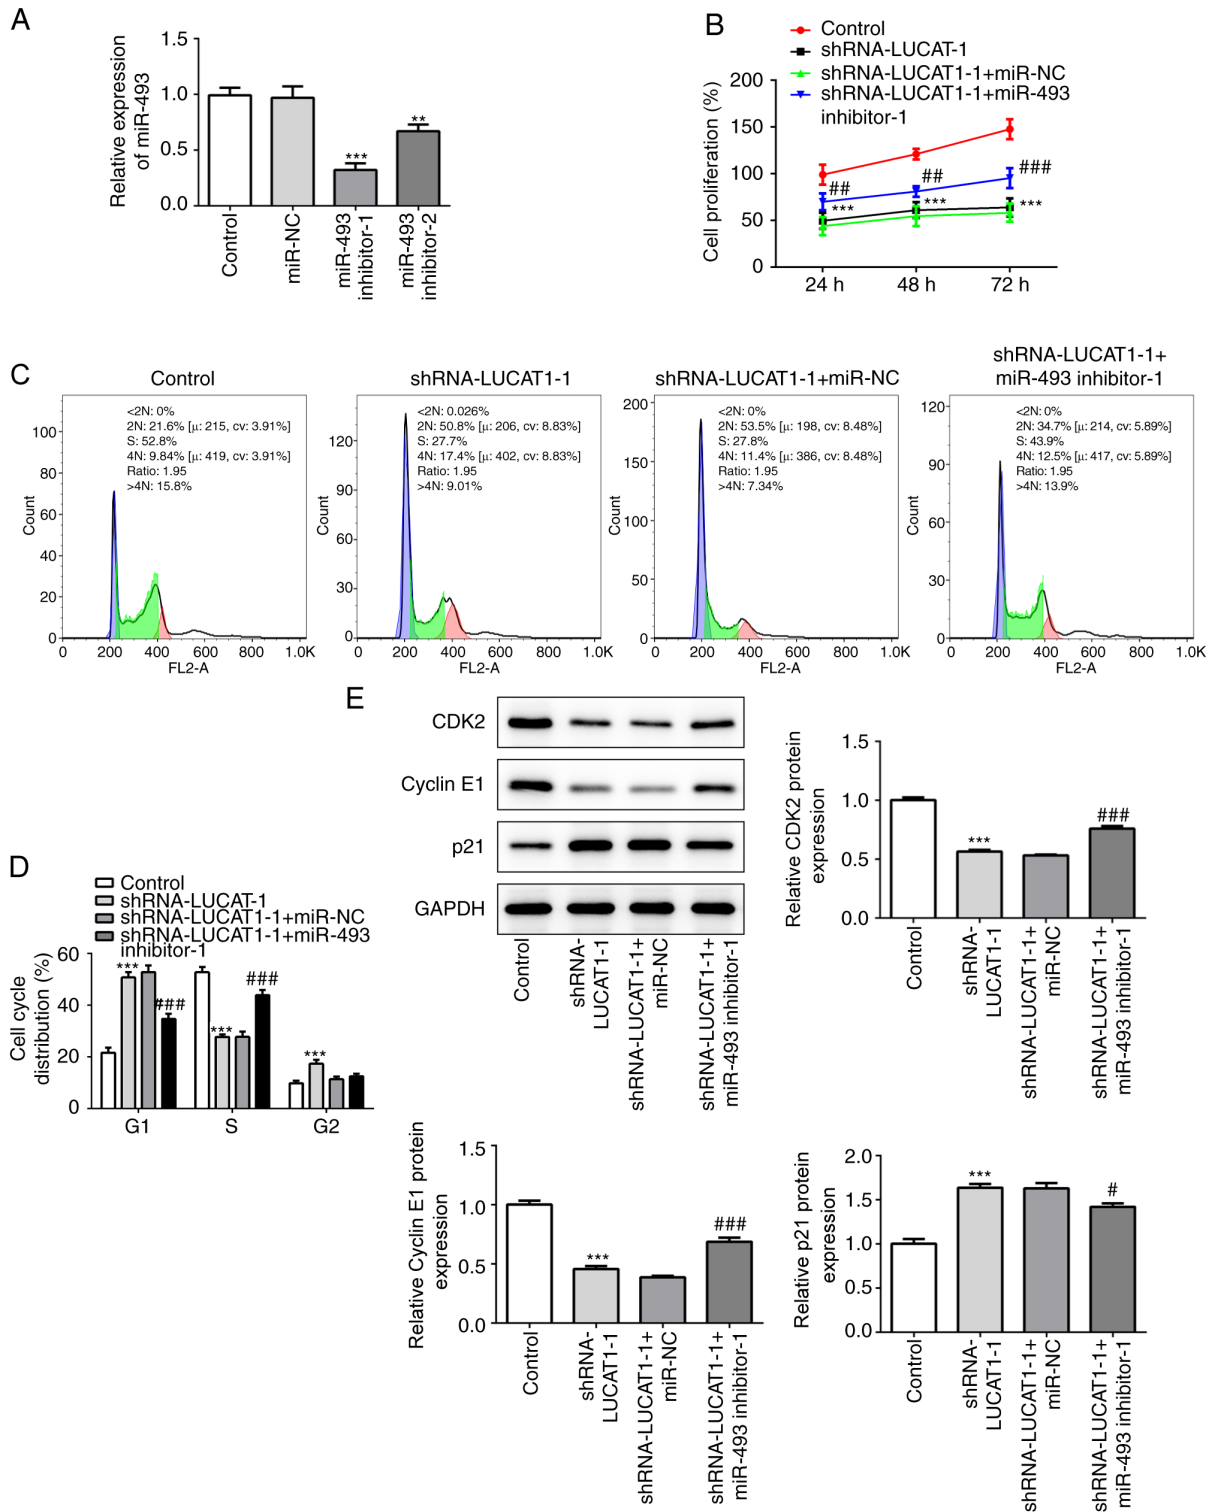 A
Relative expression
of miR-493
1.5
1.0
0.5
0.0
***
**
Control
miR-NC
miR-493
inhibitor-1
miR-493
inhibitor-2
B
Control
shRNA-LUCAT-1
shRNA-LUCAT1-1+miR-NC
shRNA-LUCAT1-1+miR-493
inhibitor-1
Cell proliferation (%)
200
150
100
50
0
##
***
##
***
###
***
24 h
48 h
72 h
C
Control
<2N: 0%
2N: 21.6% [μ: 215, cv: 3.91%]
S: 52.8%
4N: 9.84% [μ: 419, cv: 3.91%]
Ratio: 1.95
>4N: 15.8%
Count
100
80
60
40
20
0
0 200 400 600 800 1.0K
FL2-A
shRNA-LUCAT1-1
<2N: 0.026%
2N: 50.8% [μ: 206, cv: 8.83%]
S: 27.7%
4N: 17.4% [μ: 402, cv: 8.83%]
Ratio: 1.95
>4N: 9.01%
Count
120
90
60
30
0
0 200 400 600 800 1.0K
FL2-A
shRNA-LUCAT1-1+miR-NC
<2N: 0%
2N: 53.5% [μ: 198, cv: 8.48%]
S: 27.8%
4N: 11.4% [μ: 386, cv: 8.48%]
Ratio: 1.95
>4N: 7.34%
Count
200
150
100
50
0
0 200 400 600 800 1.0K
FL2-A
shRNA-LUCAT1-1+
miR-493 inhibitor-1
<2N: 0%
2N: 34.7% [μ: 214, cv: 5.89%]
S: 43.9%
4N: 12.5% [μ: 417, cv: 5.89%]
Ratio: 1.95
>4N: 13.9%
Count
120
90
60
30
0
0 200 400 600 800 1.0K
FL2-A
D
Control
shRNA-LUCAT-1
shRNA-LUCAT1-1+miR-NC
shRNA-LUCAT1-1+miR-493
inhibitor-1
Cell cycle
distribution (%)
60
40
20
0
***
###
***
###
***
G1
S
G2
E
CDK2
Cyclin E1
p21
GAPDH
Control
shRNA-
LUCAT1-1
shRNA-LUCAT1-1+
miR-NC
shRNA-LUCAT1-1+
miR-493 inhibitor-1
Relative CDK2 protein
expression
1.5
1.0
0.5
0.0
***
###
Control
shRNA-
LUCAT1-1
shRNA-LUCAT1-1+
miR-NC
shRNA-LUCAT1-1+
miR-493 inhibitor-1
Relative Cyclin E1 protein
expression
1.5
1.0
0.5
0.0
***
###
Control
shRNA-
LUCAT1-1
shRNA-LUCAT1-1+
miR-NC
shRNA-LUCAT1-1+
miR-493 inhibitor-1
Relative p21 protein
expression
2.0
1.5
1.0
0.5
0.0
***
#
Control
shRNA-
LUCAT1-1
shRNA-LUCAT1-1+
miR-NC
shRNA-LUCAT1-1+
miR-493 inhibitor-1